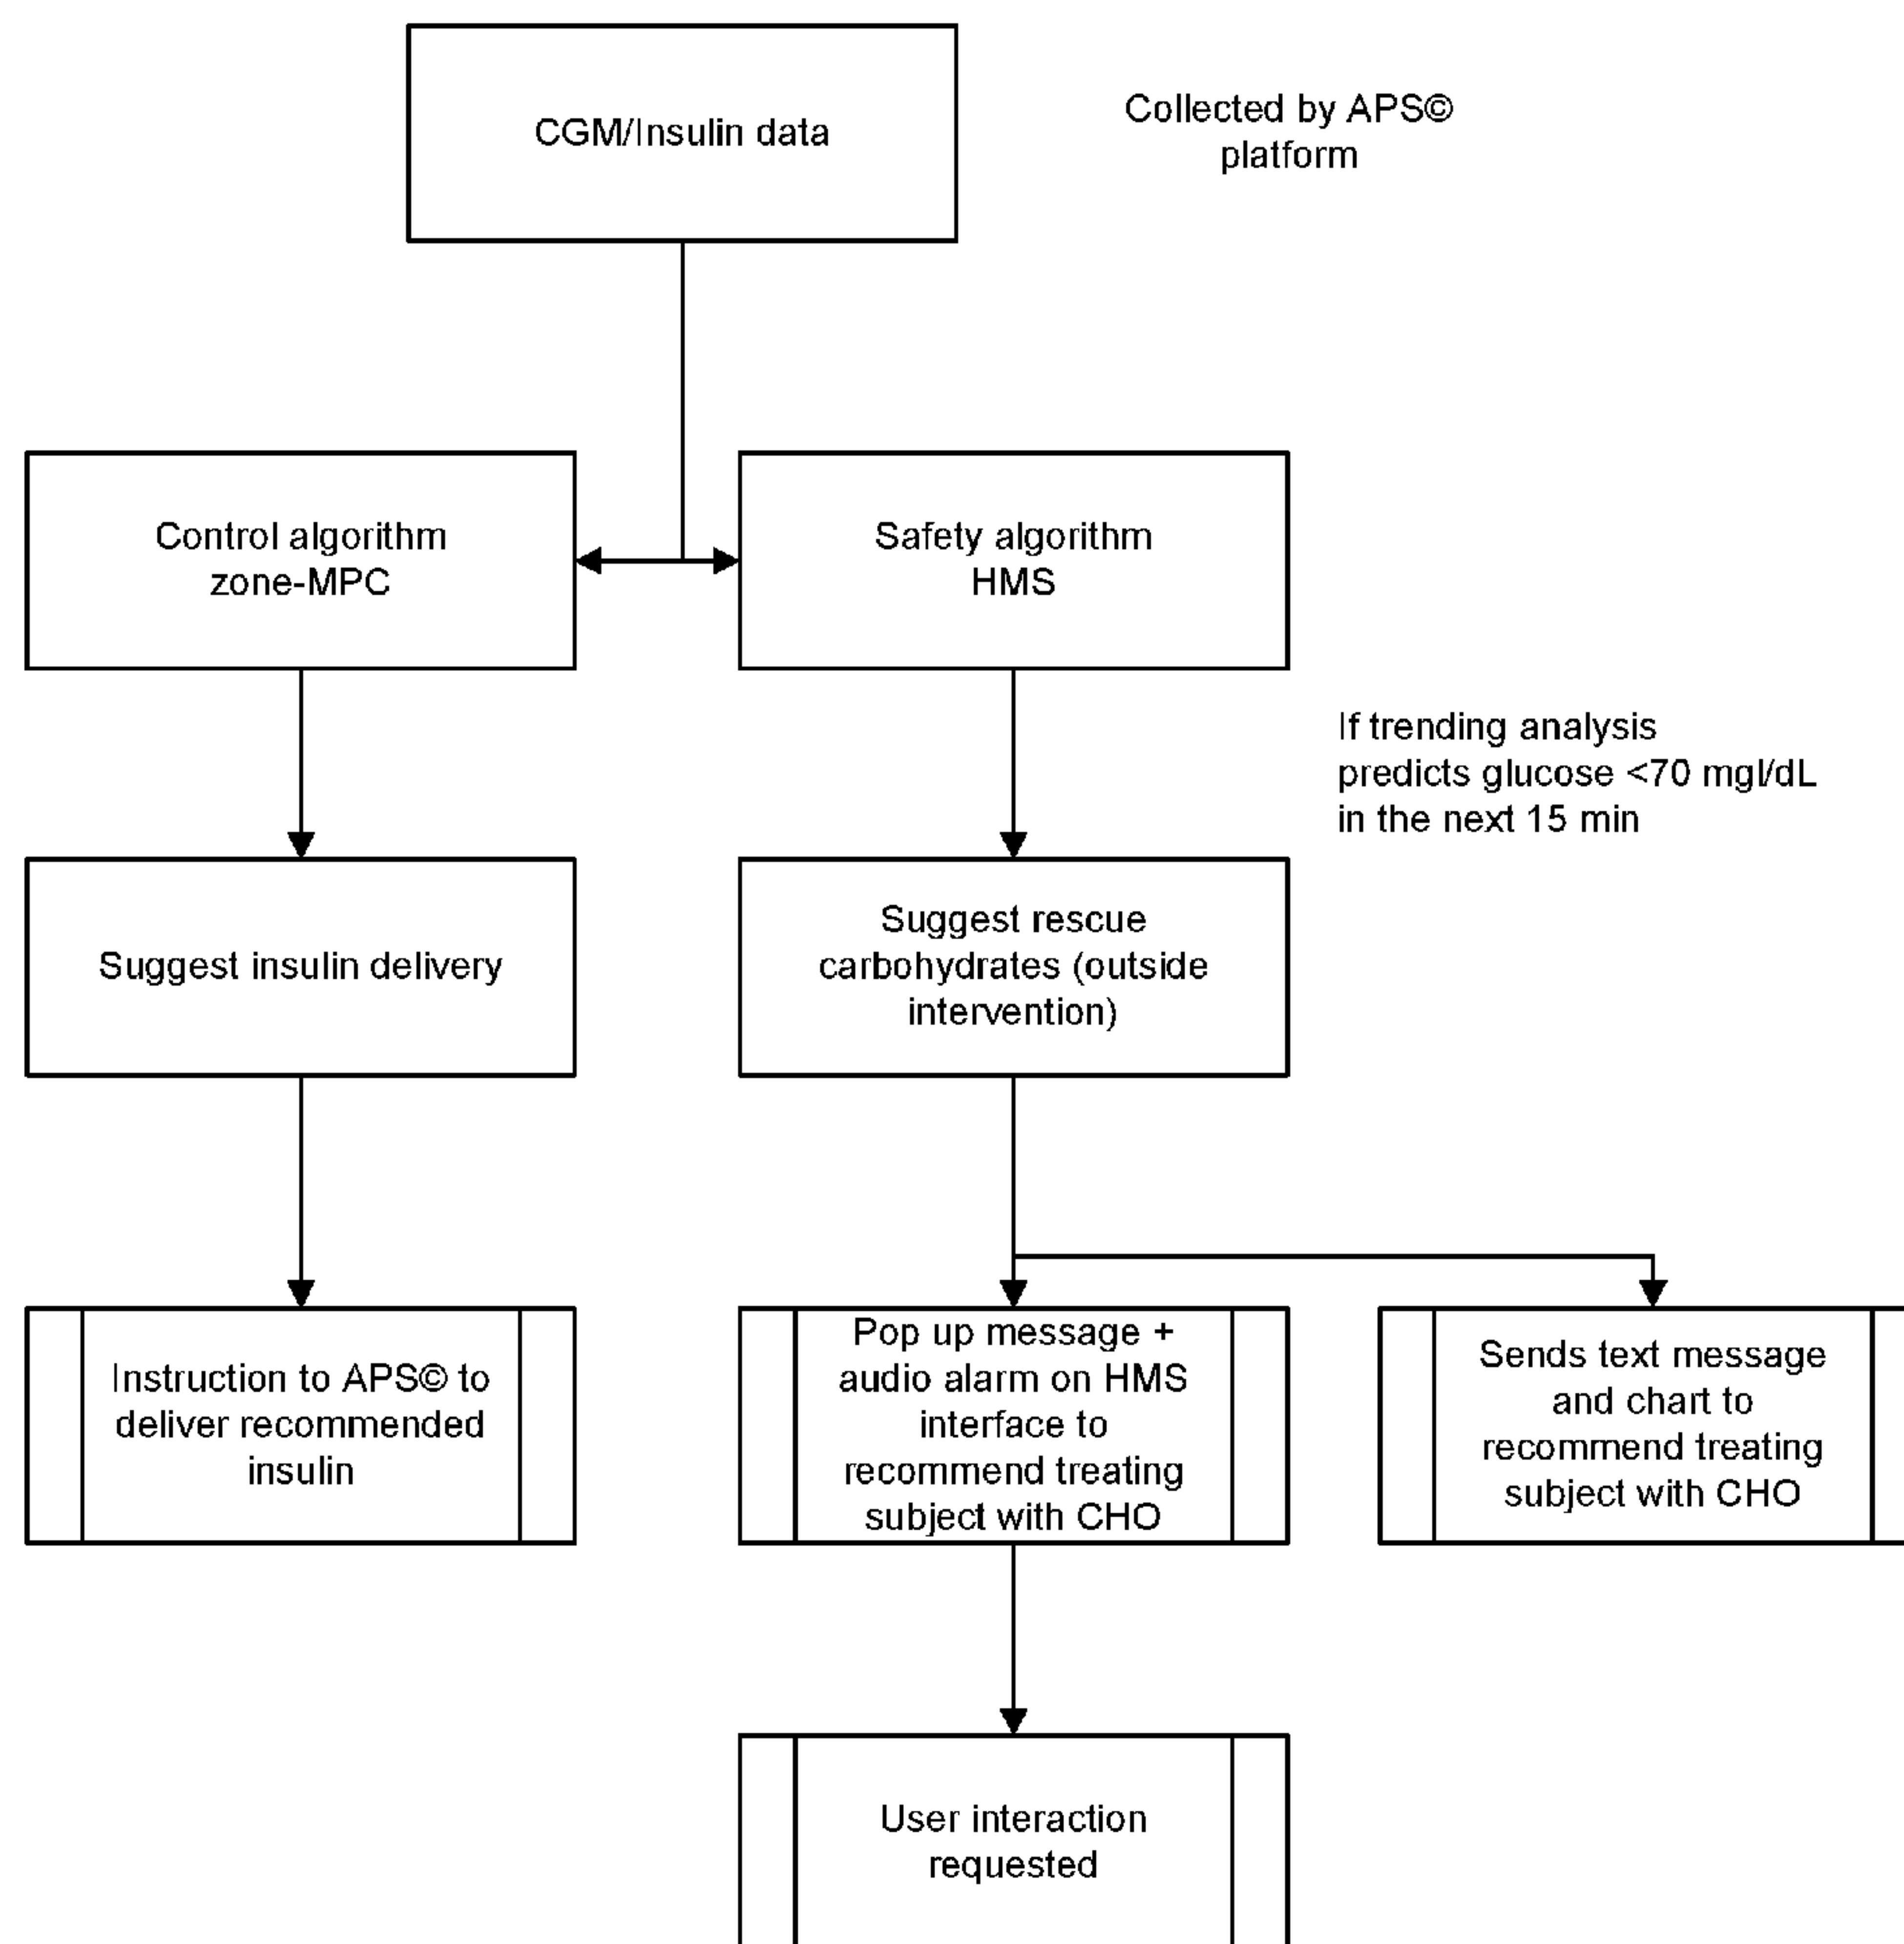 CGM/Insulin data
Collected by APS©
platform
Control algorithm
zone-MPC
Safety algorithm
HMS
If trending analysis
predicts glucose <70 mgl/dL
in the next 15 min
Suggest insulin delivery
Suggest rescue
carbohydrates (outside
intervention)
Instruction to APS© to
deliver recommended
insulin
Pop up message +
audio alarm on HMS
interface to
recommend treating
subject with CHO
Sends text message
and chart to
recommend treating
subject with CHO
User interaction
requested